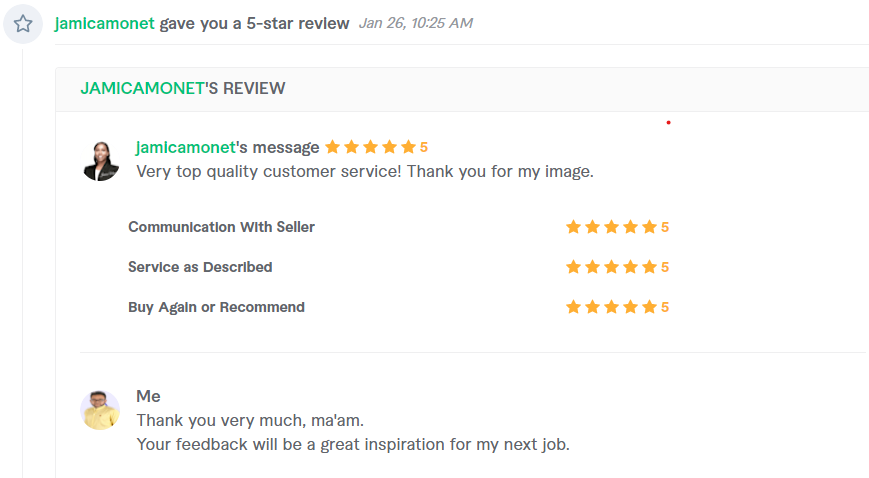 jamicamonet gave you a 5-star review Jan 26, 10:25 AM
JAMICAMONET'S REVIEW
jamicamonet's message 5
Very top quality customer service! Thank you for my image.
Communication With Seller 5
Service as Described 5
Buy Again or Recommend 5
Me
Thank you very much, ma'am.
Your feedback will be a great inspiration for my next job.